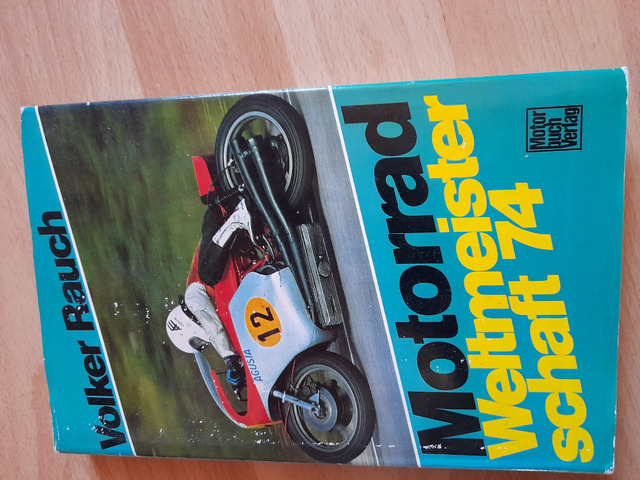 Volker Rauch
12
AGUSTA
Motorrad
Weltmeister
schaft 74
Motor
buch
Verlag